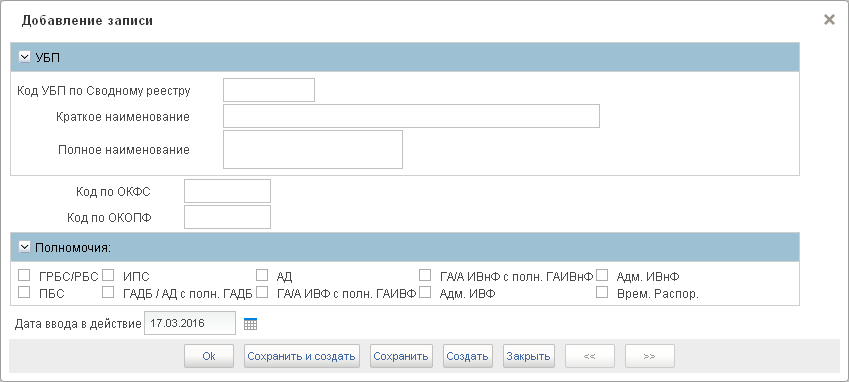 Добавление записи
УБП
Код УБП по Сводному реестру
Краткое наименование
Полное наименование
Код по ОКФС
Код по ОКОПФ
Полномочия:
ГРБС/РБС ИПС АД ГА/А ИВнФ с полн. ГАИВнФ Адм. ИВнФ
ПБС ГАДБ / АД с полн. ГАДБ ГА/А ИВФ с полн. ГАИВФ Адм. ИВФ Врем. Распор.
Дата ввода в действие 17.03.2016
Ok Сохранить и создать Сохранить Создать Закрыть << >>